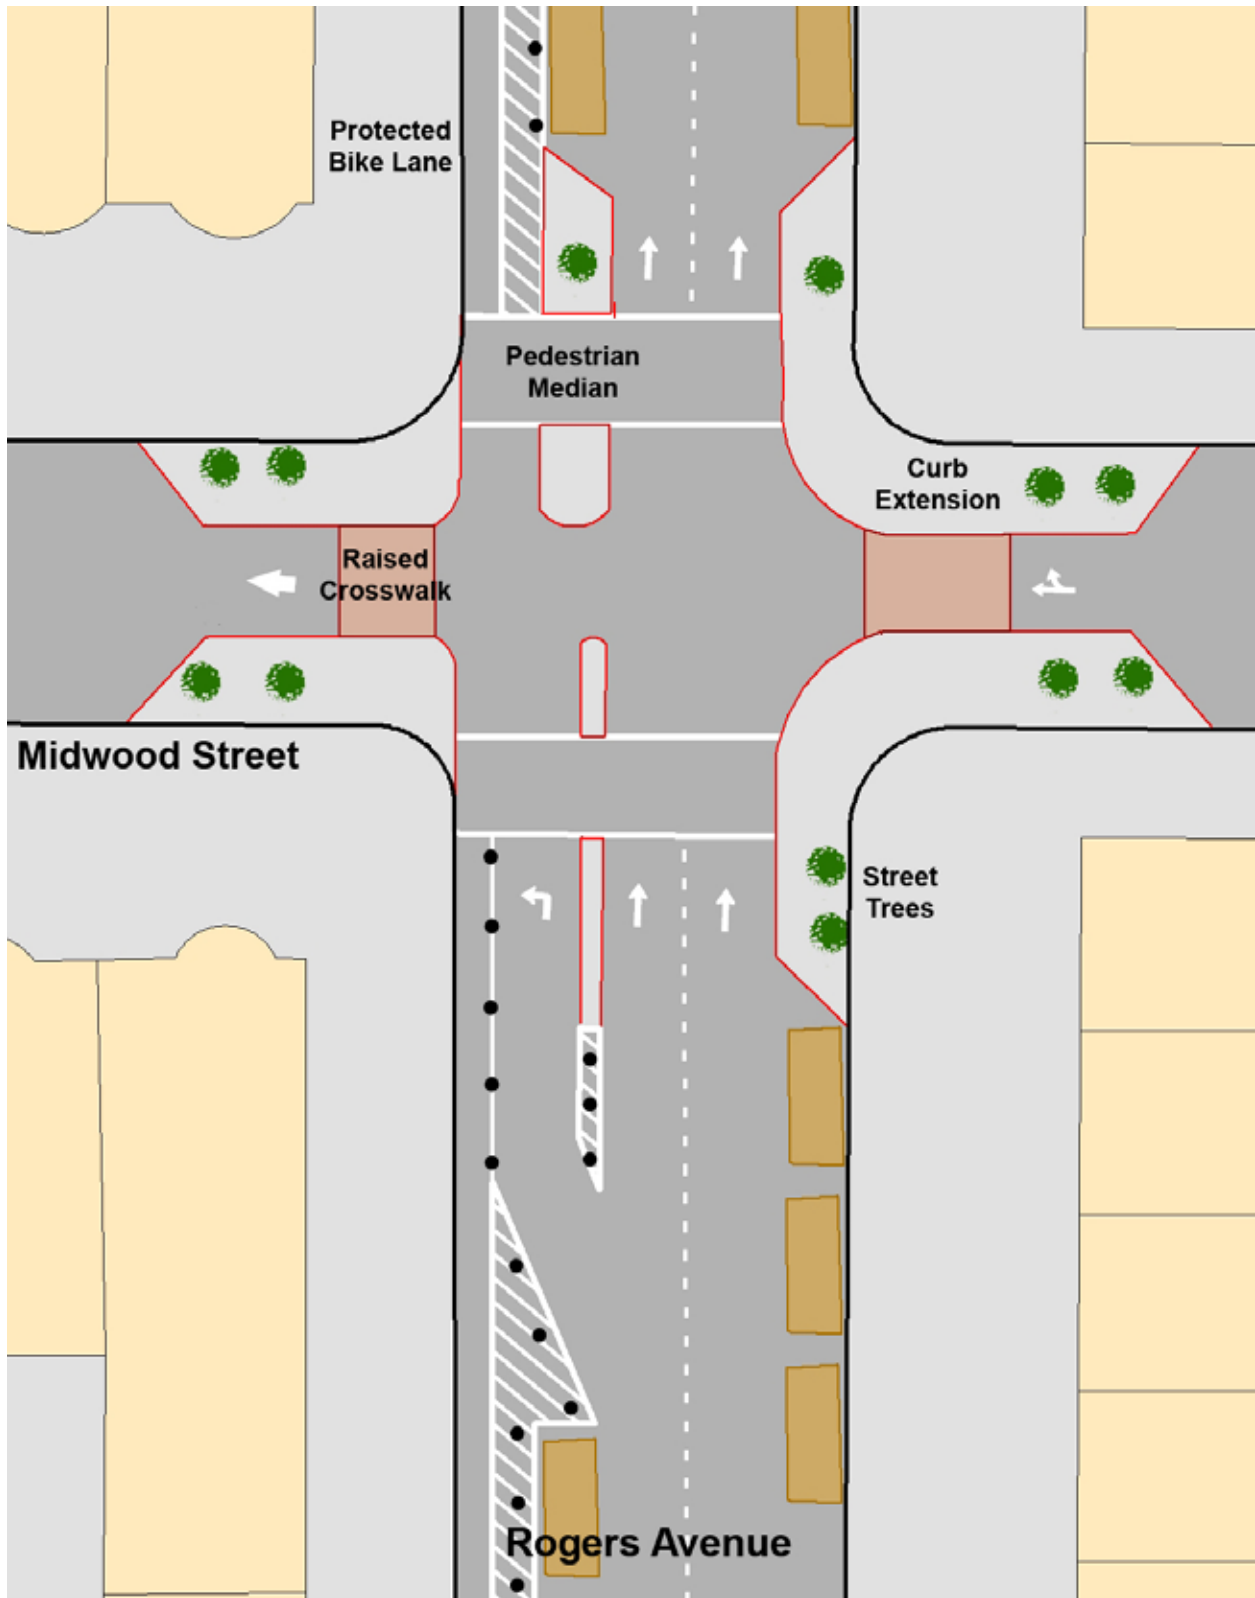 Protected
Bike Lane
Pedestrian
Median
Curb
Extension
Raised
Crosswalk
Midwood Street
Street
Trees
Rogers Avenue